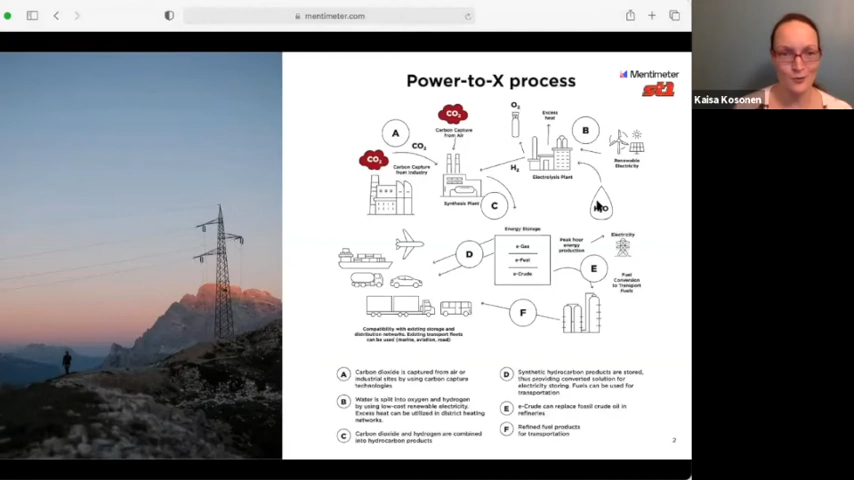 mentimeter.com
Kaisa Kosonen
Power-to-X process
Mentimeter
st1
A
CO₂
Carbon Capture
from Air
CO₂
CO₂
Carbon Capture
from Industry
Synthesis Plant
C
O₂
Excess
heat
B
H₂
Electrolysis Plant
Renewable
Electricity
Energy Storage
e-Gas
e-Fuel
e-Crude
D
Peak hour
energy
production
Electricity
E
Fuel
Conversion
to Transport
Fuels
F
Compatibility with existing storage and
distribution networks. Existing transport fleets
can be used (marine, aviation, road)
A
Carbon dioxide is captured from air or
industrial sites by using carbon capture
technologies
B
Water is split into oxygen and hydrogen
by using low-cost renewable electricity.
Excess heat can be utilized in district heating
networks.
C
Carbon dioxide and hydrogen are combined
into hydrocarbon products
D
Synthetic hydrocarbon products are stored,
thus providing converted solution for
electricity storing. Fuels can be used for
transportation
E
e-Crude can replace fossil crude oil in
refineries
F
Refined fuel products
for transportation
2